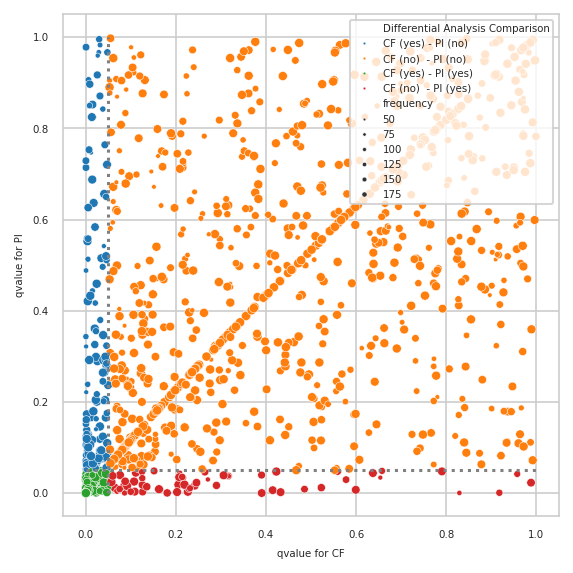 Differential Analysis Comparison
CF (yes) - PI (no)
CF (no)  - PI (no)
CF (yes) - PI (yes)
CF (no)  - PI (yes)
frequency
50
75
100
125
150
175
1.0
0.8
0.6
0.4
0.2
0.0
qvalue for PI
0.0 0.2 0.4 0.6 0.8 1.0
qvalue for CF